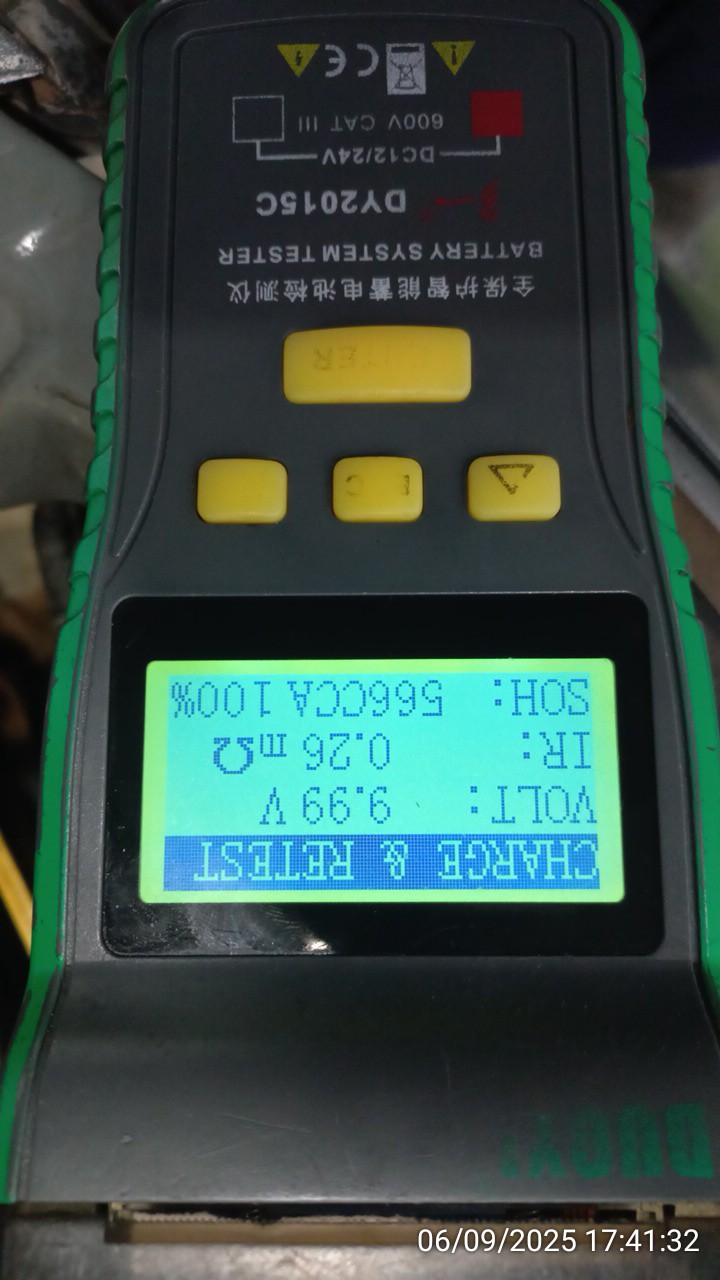 DUOYI
CHARGE & RETEST
VOLT: 9.99 V
IR: 0.26 mΩ
SOH: 566CCA 100%
ENTER
全保护智能蓄电池检测仪
BATTERY SYSTEM TESTER
DY2015C
DC12/24V
600V CAT III
CE
06/09/2025 17:41:32